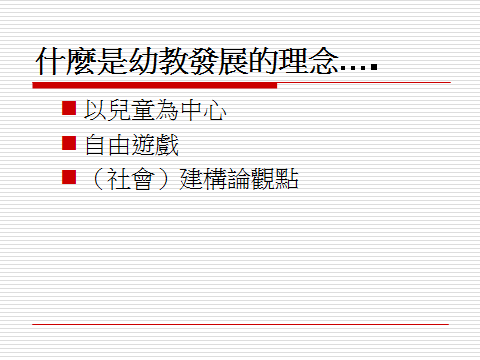 什麼是幼教發展的理念….
以兒童為中心
自由遊戲
（社會）建構論觀點